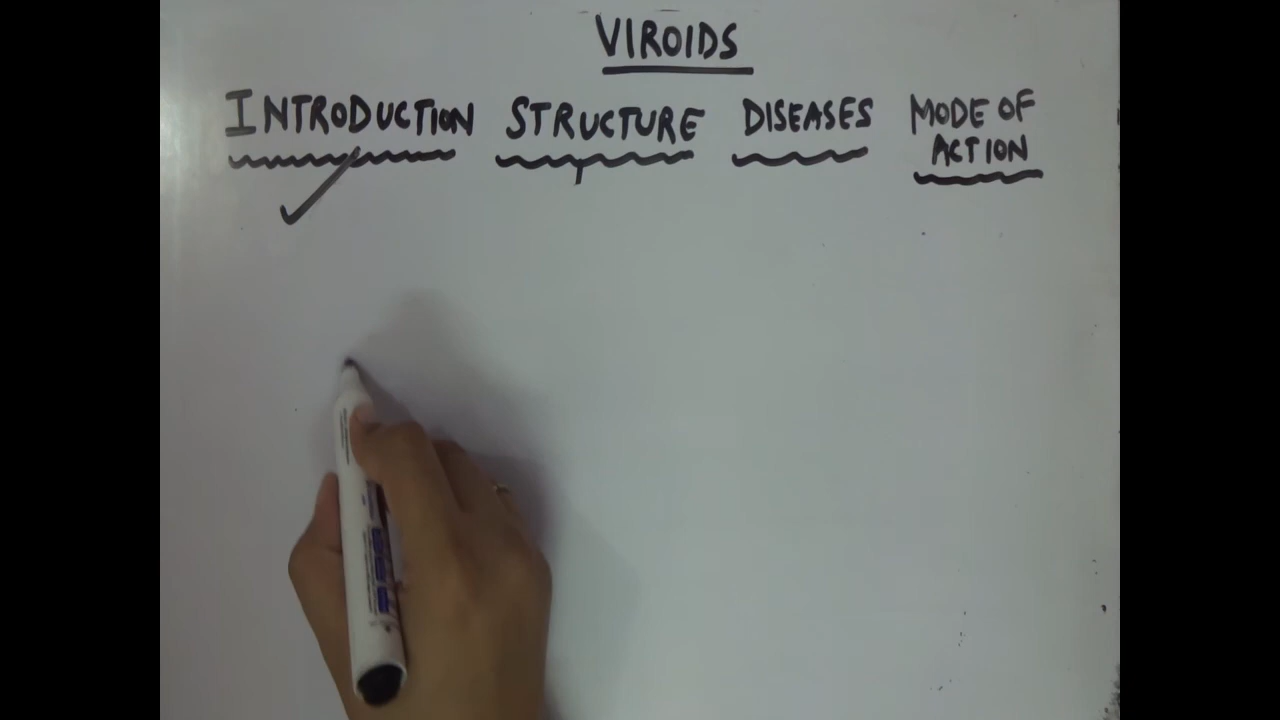 VIROIDS
INTRODUCTION STRUCTURE DISEASES MODE OF
ACTION